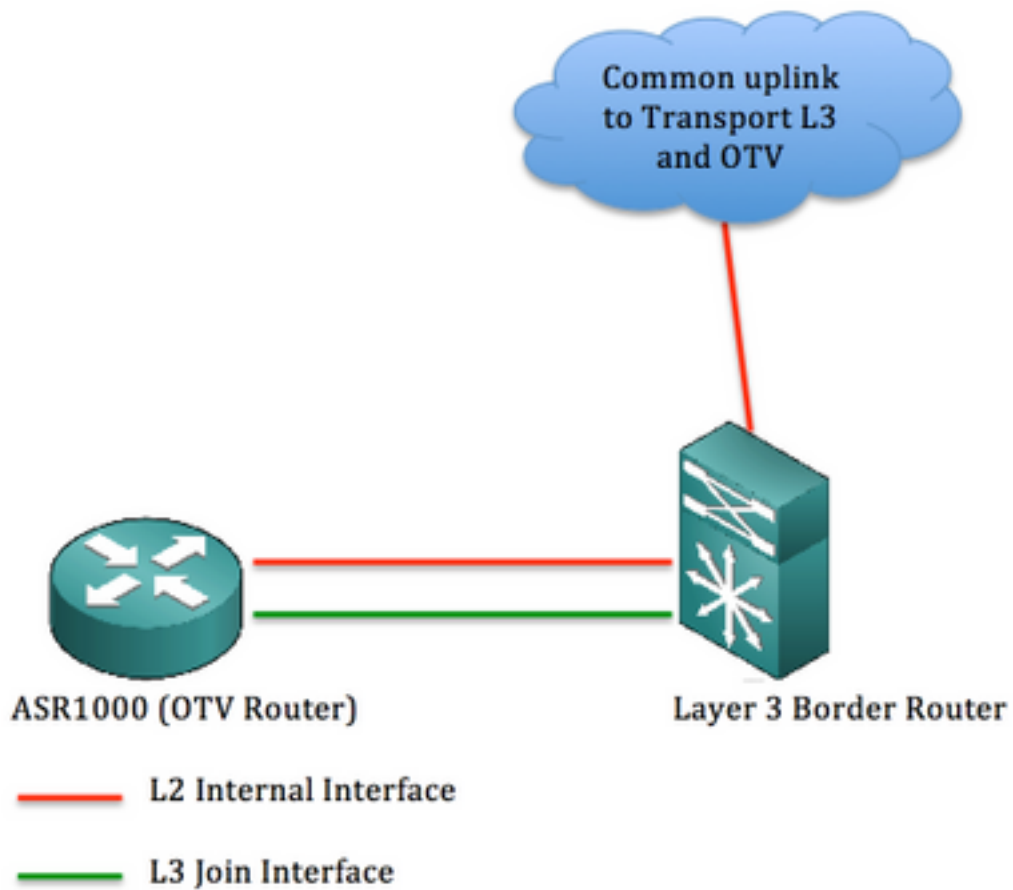 Common uplink
to Transport L3
and OTV
ASR1000 (OTV Router)
Layer 3 Border Router
L2 Internal Interface
L3 Join Interface